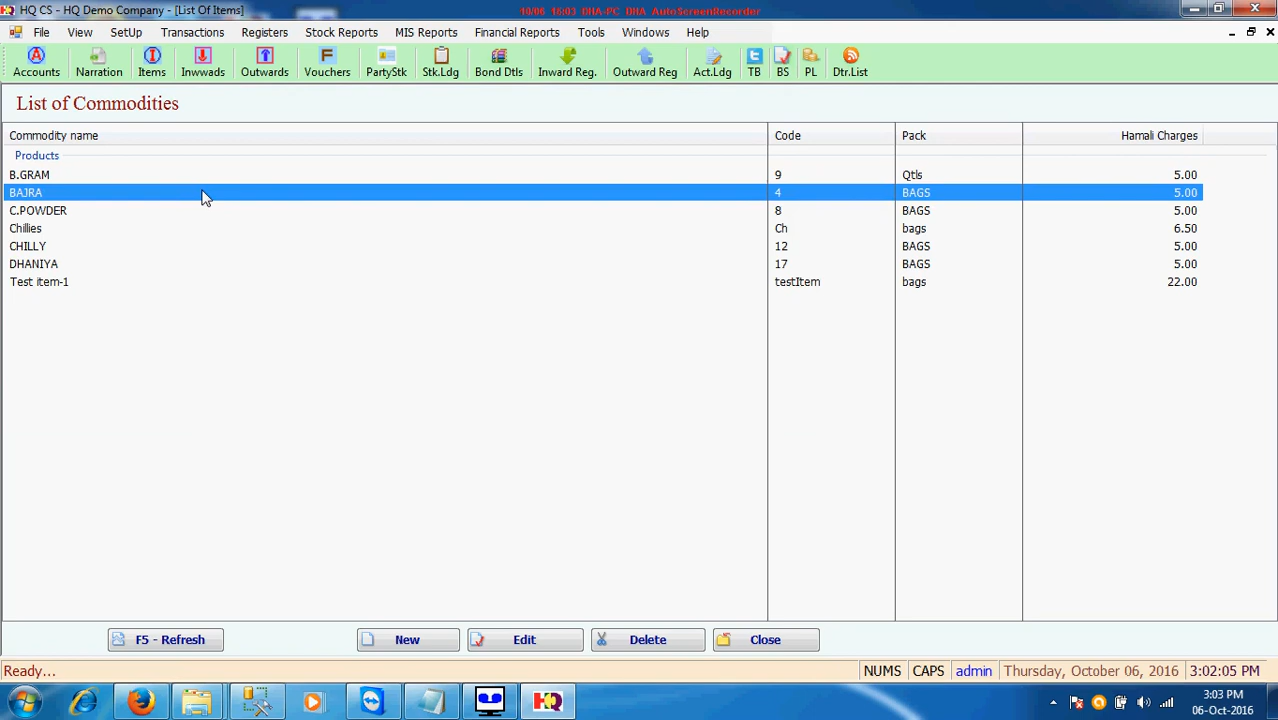 HQ CS - HQ Demo Company - [List Of Items]
10/06 15:03 DHA-PC DHA AutoScreenRecorder
File View SetUp Transactions Registers Stock Reports MIS Reports Financial Reports Tools Windows Help
Accounts Narration Items Inwwads Outwards Vouchers PartyStk Stk.Ldg Bond Dtls Inward Reg. Outward Reg Act.Ldg TB BS PL Dtr.List
List of Commodities
Commodity name Code Pack Hamali Charges
Products
B.GRAM 9 Qtls 5.00
BAJRA 4 BAGS 5.00
C.POWDER 8 BAGS 5.00
Chillies Ch bags 6.50
CHILLY 12 BAGS 5.00
DHANIYA 17 BAGS 5.00
Test item-1 testItem bags 22.00
F5 - Refresh New Edit Delete Close
Ready... NUMS CAPS admin Thursday, October 06, 2016 3:02:05 PM
HQ
3:03 PM
06-Oct-2016